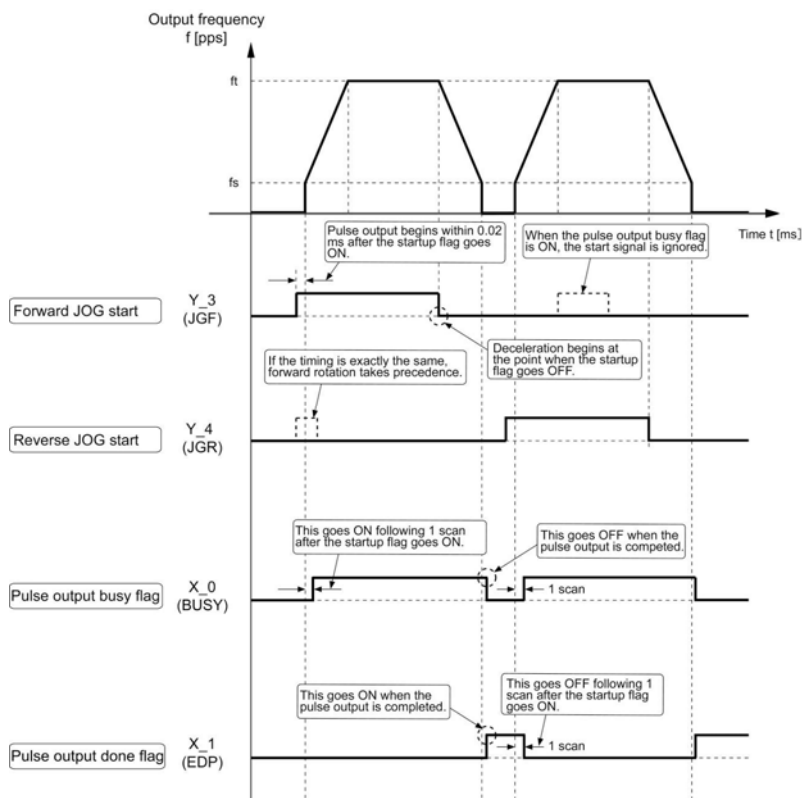 Output frequency
f [pps]
ft
fs
Time t [ms]
Pulse output begins within 0.02
ms after the startup flag goes
ON.
When the pulse output busy flag
is ON, the start signal is ignored.
Forward JOG start
Y_3
(JGF)
Deceleration begins at
the point when the startup
flag goes OFF.
If the timing is exactly the same,
forward rotation takes precedence.
Reverse JOG start
Y_4
(JGR)
This goes ON following 1 scan
after the startup flag goes ON.
This goes OFF when the
pulse output is competed.
Pulse output busy flag
X_0
(BUSY)
1 scan
This goes ON when the
pulse output is completed.
This goes OFF following 1
scan after the startup flag
goes ON.
Pulse output done flag
X_1
(EDP)
1 scan